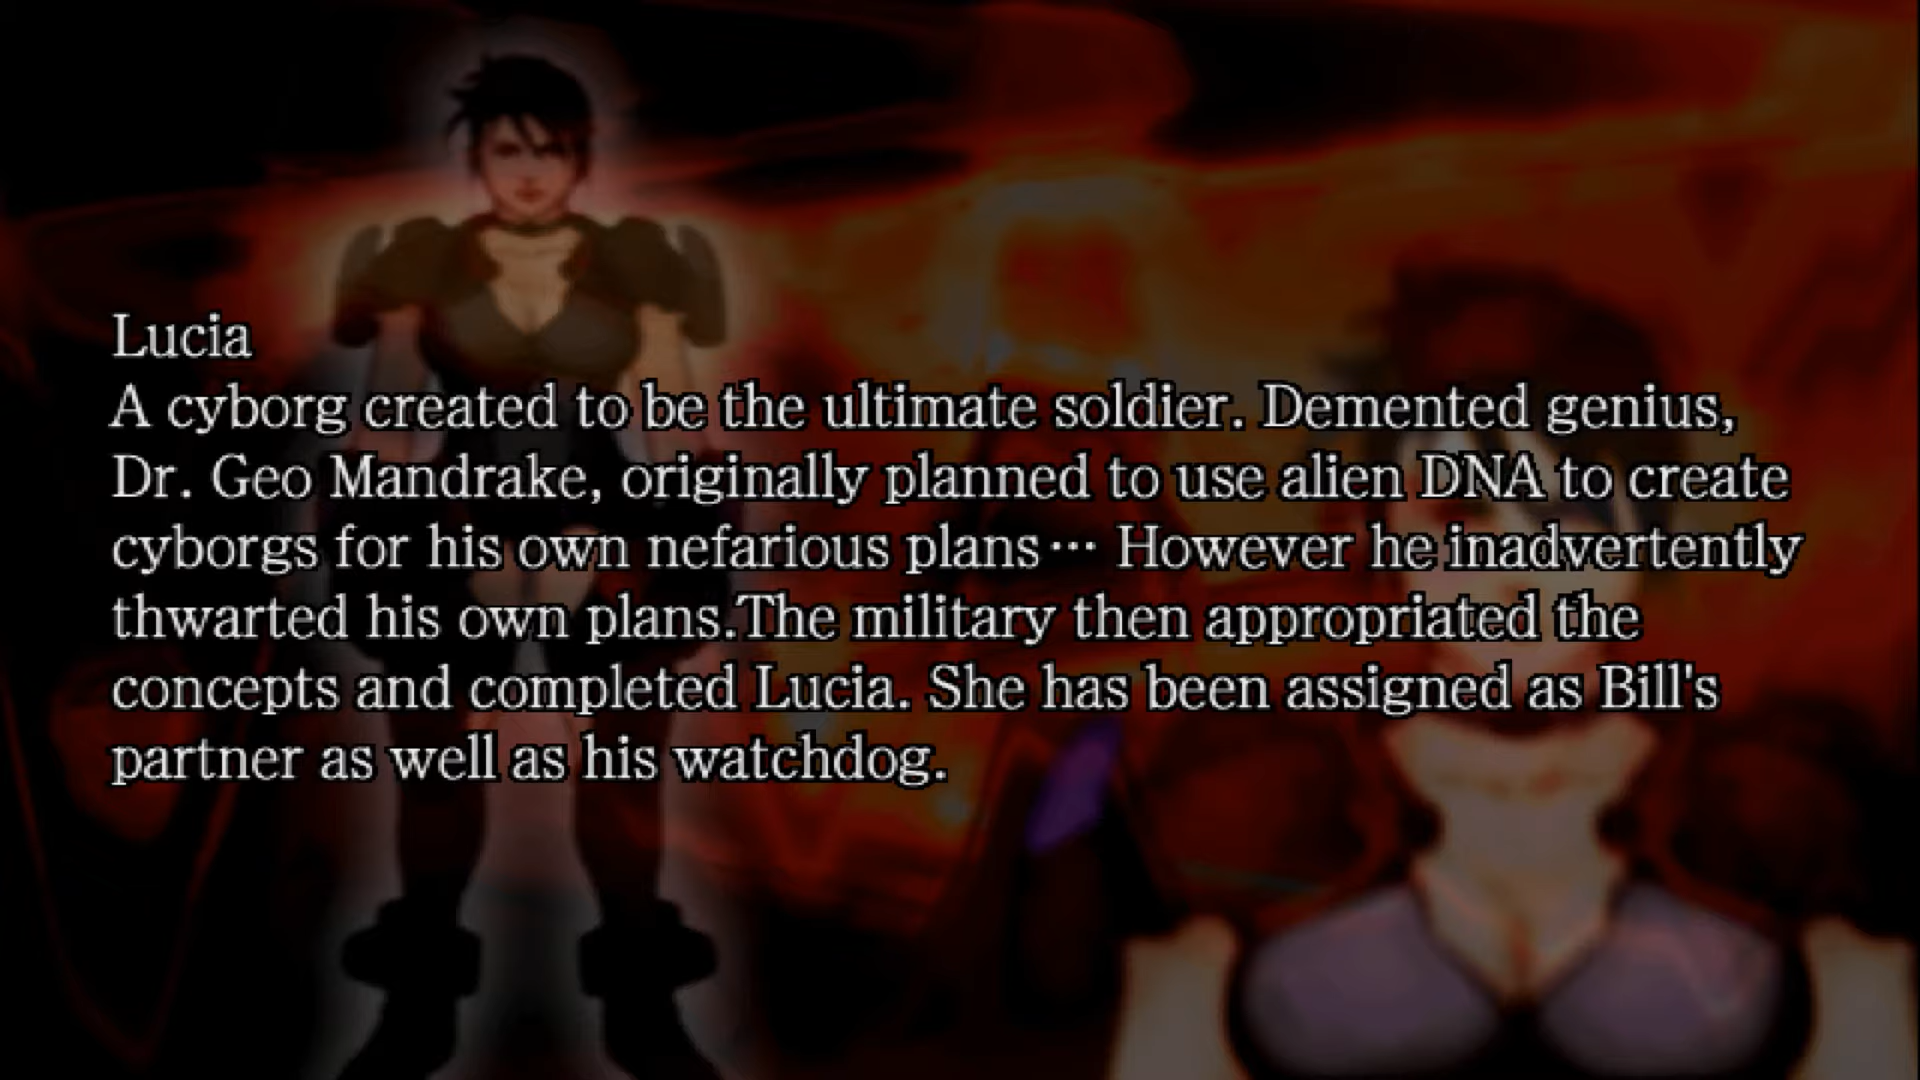 Lucia
A cyborg created to be the ultimate soldier. Demented genius,
Dr. Geo Mandrake, originally planned to use alien DNA to create
cyborgs for his own nefarious plans… However he inadvertently
thwarted his own plans.The military then appropriated the
concepts and completed Lucia. She has been assigned as Bill's
partner as well as his watchdog.